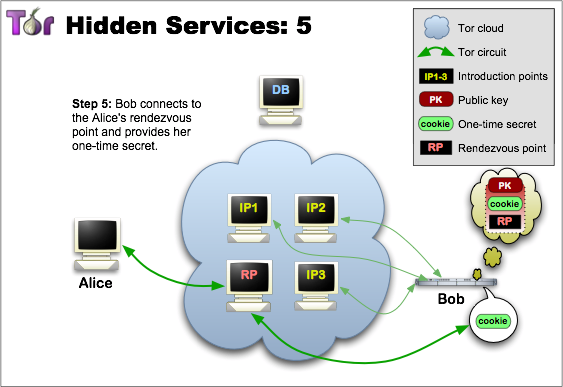 Tor Hidden Services: 5
Tor cloud
Tor circuit
IP1-3 Introduction points
PK Public key
cookie One-time secret
RP Rendezvous point
DB
Step 5: Bob connects to
the Alice's rendezvous
point and provides her
one-time secret.
PK
cookie
RP
IP1 IP2
RP IP3
Alice
Bob
cookie